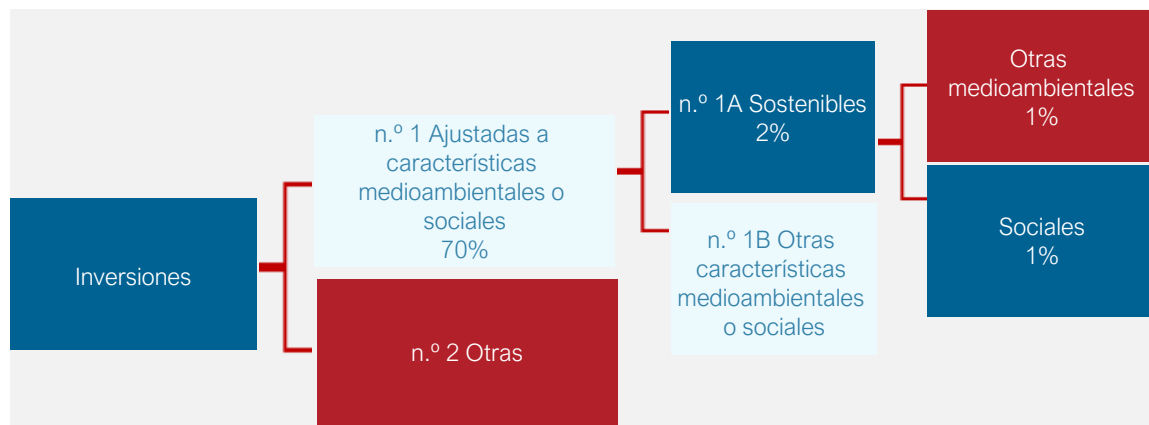 Inversiones
n.º 1 Ajustadas a
características
medioambientales o
sociales
70%
n.º 2 Otras
n.º 1A Sostenibles
2%
n.º 1B Otras
características
medioambientales
o sociales
Otras
medioambientales
1%
Sociales
1%